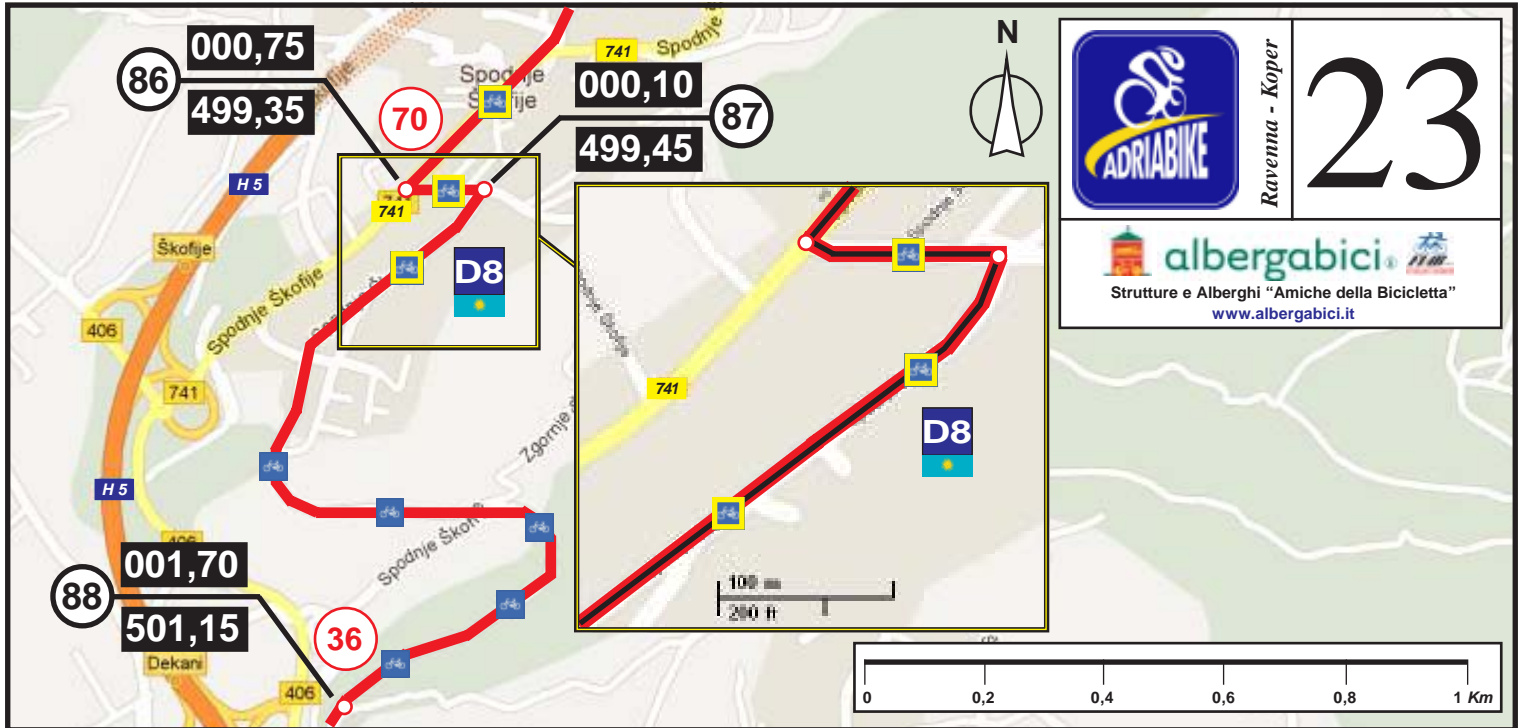 000,75
86
499,35
70
741
Spodnje
Spodnje
000,10
87
499,45
H 5
741
Škofije
D8
Spodnje Škofije
406
741
Zgornje
H 5
406
Spodnje Škofije
001,70
88
501,15
36
Dekani
406
741
D8
100 m
200 ft
N
ADRIABIKE
Ravenna - Koper
23
albergabici®
Strutture e Alberghi “Amiche della Bicicletta”
www.albergabici.it
0
0,2
0,4
0,6
0,8
1 Km